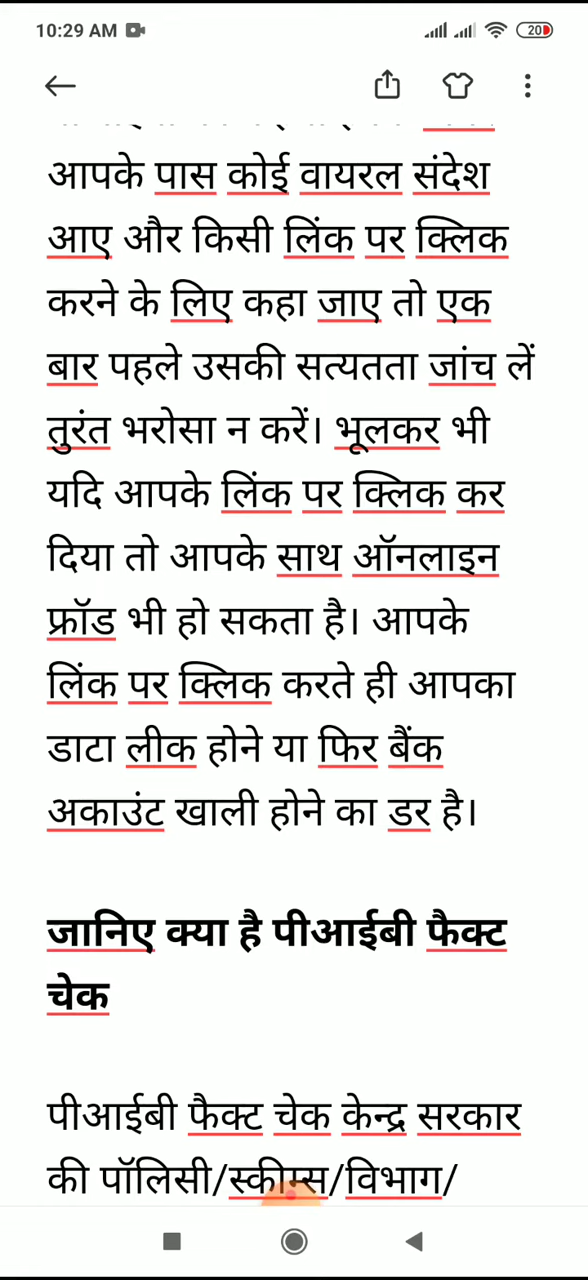 10:29 AM
20
आपके पास कोई वायरल संदेश
आए और किसी लिंक पर क्लिक
करने के लिए कहा जाए तो एक
बार पहले उसकी सत्यतता जांच लें
तुरंत भरोसा न करें। भूलकर भी
यदि आपके लिंक पर क्लिक कर
दिया तो आपके साथ ऑनलाइन
फ्रॉड भी हो सकता है। आपके
लिंक पर क्लिक करते ही आपका
डाटा लीक होने या फिर बैंक
अकाउंट खाली होने का डर है।
जानिए क्या है पीआईबी फैक्ट
चेक
पीआईबी फैक्ट चेक केन्द्र सरकार
की पॉलिसी/स्कीम्स/विभाग/